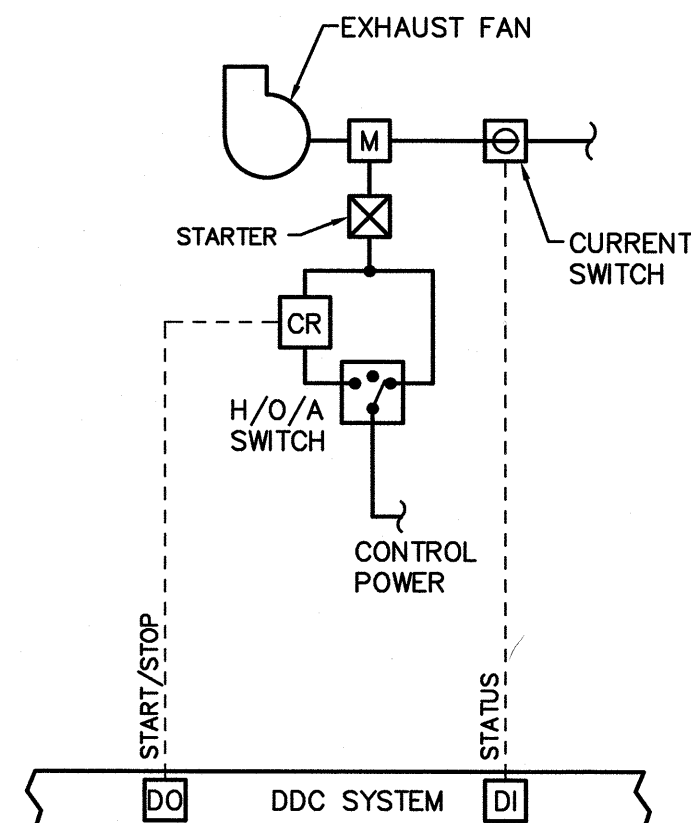 EXHAUST FAN
M
STARTER
CURRENT
SWITCH
CR
H/O/A
SWITCH
CONTROL
POWER
START/STOP
STATUS
DO
DDC SYSTEM
DI